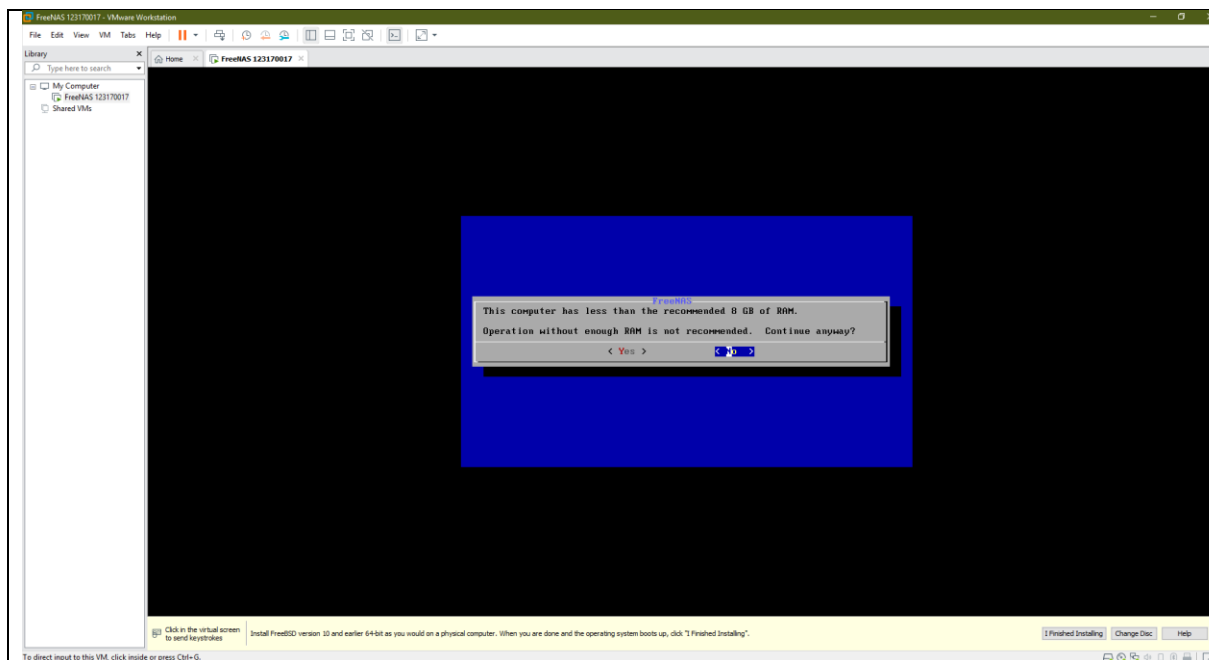 FreeNAS 123170017 - VMware Workstation
File Edit View VM Tabs Help
Library
Type here to search
My Computer
FreeNAS 123170017
Shared VMs
Home
FreeNAS 123170017
FreeNAS
This computer has less than the recommended 8 GB of RAM.
Operation without enough RAM is not recommended. Continue anyway?
< Yes > < No >
Click in the virtual screen
to send keystrokes
Install FreeBSD version 10 and earlier 64-bit as you would on a physical computer. When you are done and the operating system boots up, click "I Finished Installing".
I Finished Installing Change Disc Help
To direct input to this VM, click inside or press Ctrl+G.